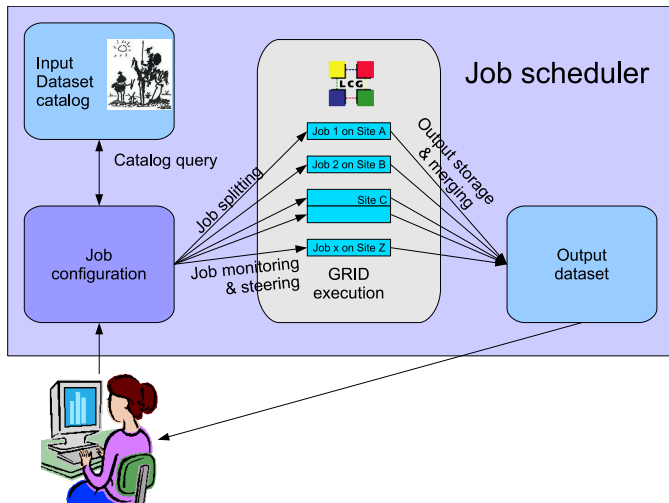 Job scheduler
Input
Dataset
catalog
LCG
Job 1 on Site A
Job 2 on Site B
Site C
Job x on Site Z
GRID
execution
Catalog query
Job splitting
Job monitoring
& steering
Output storage
& merging
Job
configuration
Output
dataset